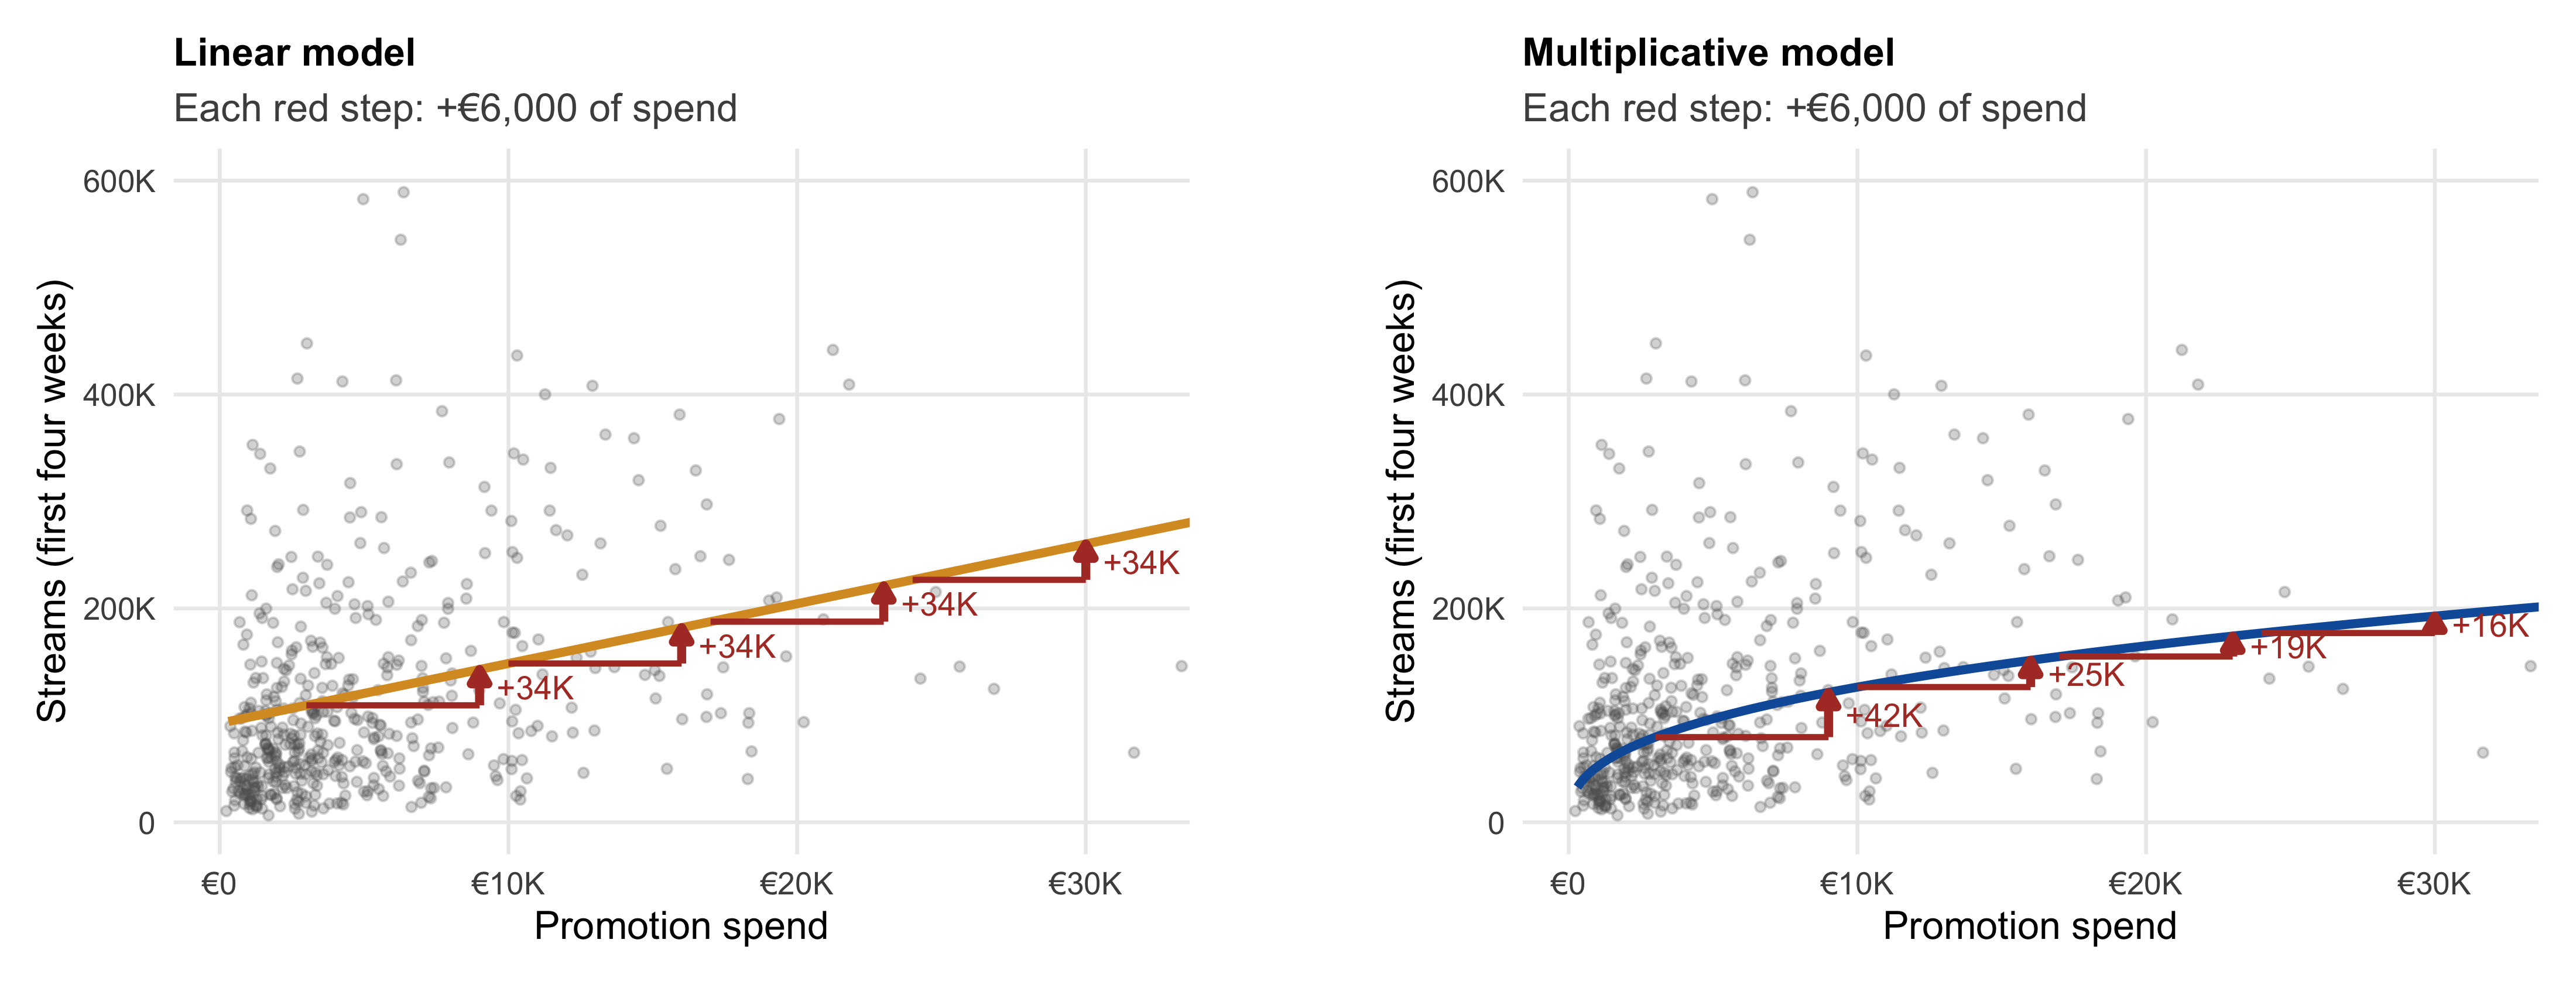 Linear model
Each red step: +€6,000 of spend
600K
400K
200K
0
Streams (first four weeks)
+34K
+34K
+34K
+34K
€0
€10K
€20K
€30K
Promotion spend
Multiplicative model
Each red step: +€6,000 of spend
600K
400K
200K
0
Streams (first four weeks)
+42K
+25K
+19K
+16K
€0
€10K
€20K
€30K
Promotion spend